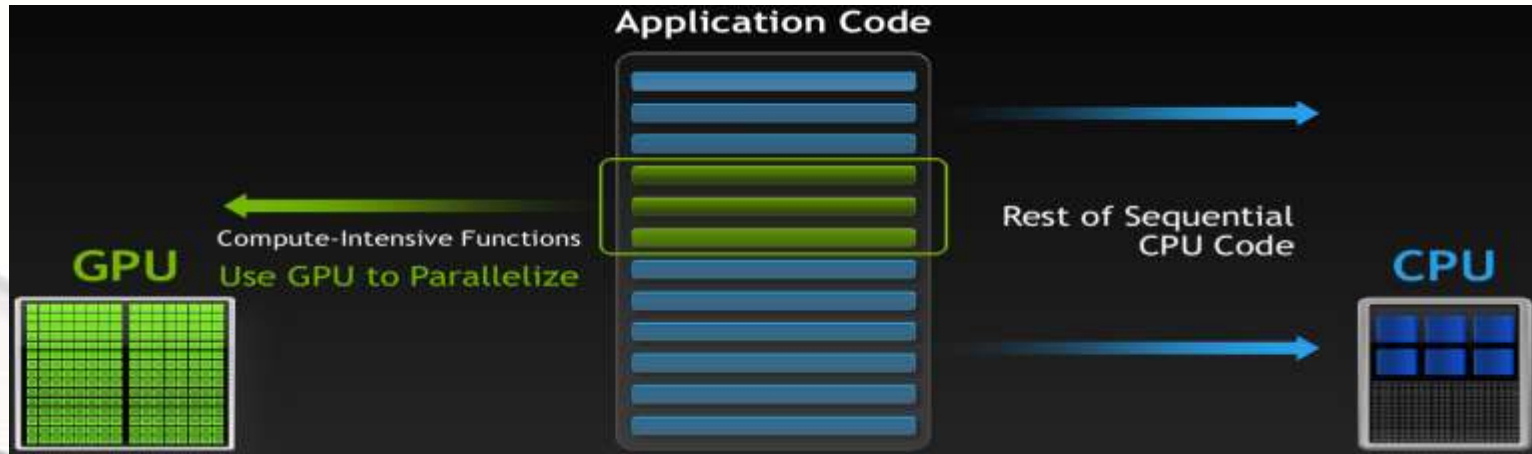 Application Code
Compute-Intensive Functions
Use GPU to Parallelize
GPU
Rest of Sequential
CPU Code
CPU